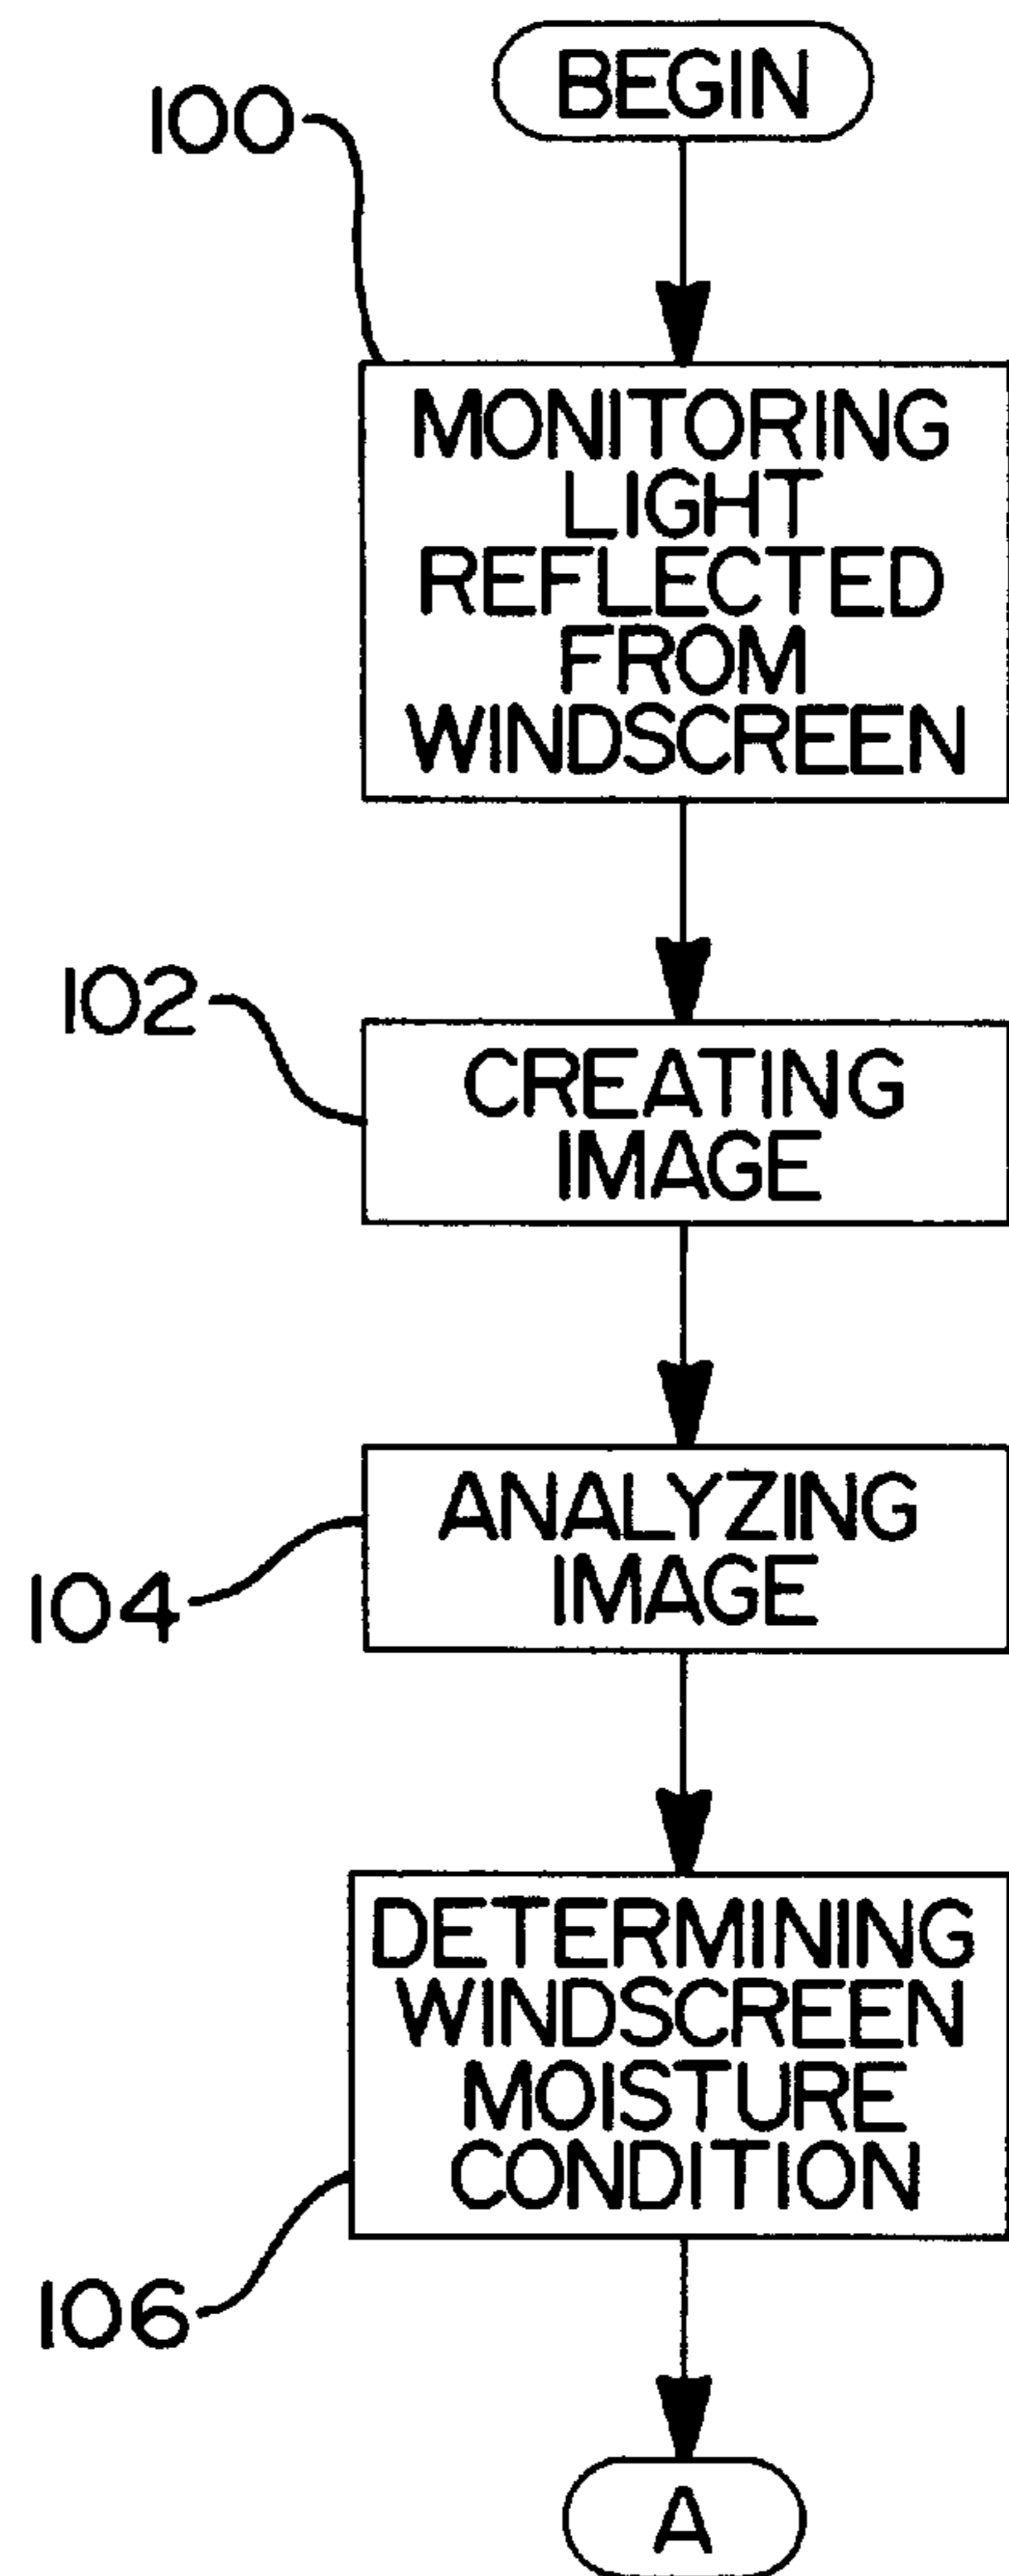 BEGIN
100
MONITORING
LIGHT
REFLECTED
FROM
WINDSCREEN
102
CREATING
IMAGE
104
ANALYZING
IMAGE
106
DETERMINING
WINDSCREEN
MOISTURE
CONDITION
A